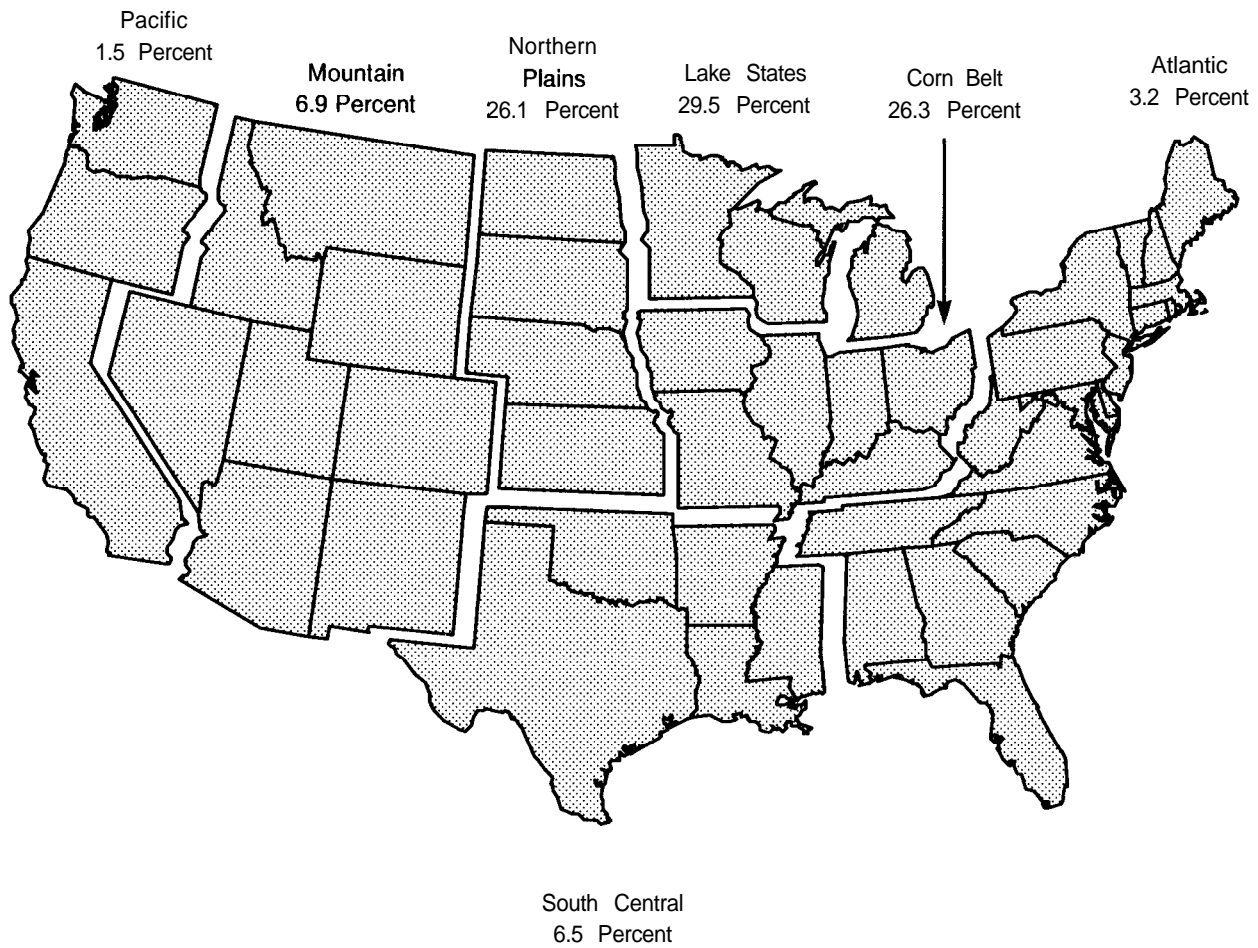 Pacific
1.5 Percent
Mountain
6.9 Percent
Northern
Plains
26.1 Percent
Lake States
29.5 Percent
Corn Belt
26.3 Percent
Atlantic
3.2 Percent
South Central
6.5 Percent